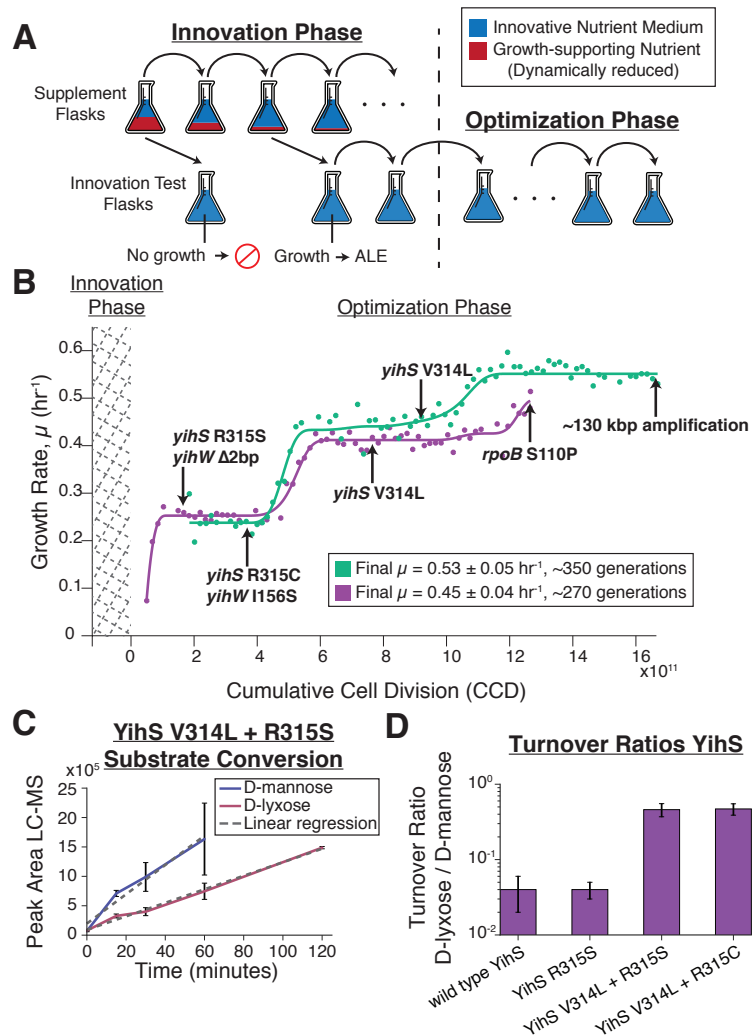 A
Innovation Phase
Innovative Nutrient Medium
Growth-supporting Nutrient
(Dynamically reduced)
Supplement
Flasks
. . .
Optimization Phase
Innovation Test
Flasks
. . .
No growth
Growth
ALE
B
Innovation
Phase
Optimization Phase
Growth Rate, μ (hr⁻¹)
0.6
0.5
0.4
0.3
0.2
0.1
0
yihS R315S
yihW Δ2bp
yihS V314L
~130 kbp amplification
rpoB S110P
yihS V314L
yihS R315C
yihW I156S
Final μ = 0.53 ± 0.05 hr⁻¹, ~350 generations
Final μ = 0.45 ± 0.04 hr⁻¹, ~270 generations
0 2 4 6 8 10 12 14 16
x10¹¹
Cumulative Cell Division (CCD)
C
YihS V314L + R315S
Substrate Conversion
x10⁵
Peak Area LC-MS
25
20
15
10
5
0
D-mannose
D-lyxose
Linear regression
0 20 40 60 80 100 120
Time (minutes)
D
Turnover Ratios YihS
Turnover Ratio
D-lyxose / D-mannose
10⁰
10⁻¹
10⁻²
wild type YihS
YihS R315S
YihS V314L + R315S
YihS V314L + R315C